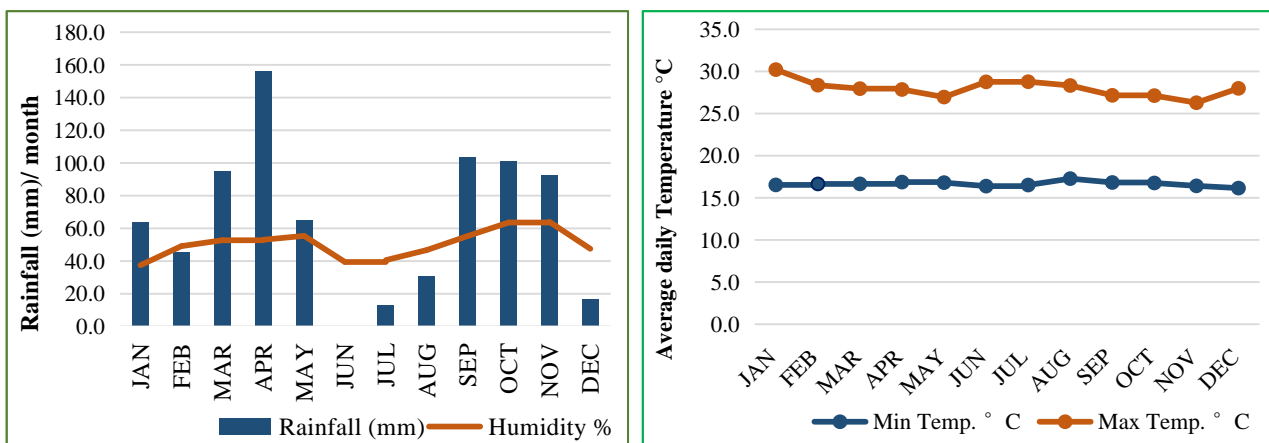 Rainfall (mm)/ month
180.0
160.0
140.0
120.0
100.0
80.0
60.0
40.0
20.0
0.0
JAN
FEB
MAR
APR
MAY
JUN
JUL
AUG
SEP
OCT
NOV
DEC
Rainfall (mm) Humidity %
Average daily Temperature °C
35.0
30.0
25.0
20.0
15.0
10.0
5.0
0.0
JAN
FEB
MAR
APR
MAY
JUN
JUL
AUG
SEP
OCT
NOV
DEC
Min Temp. ° C Max Temp. ° C